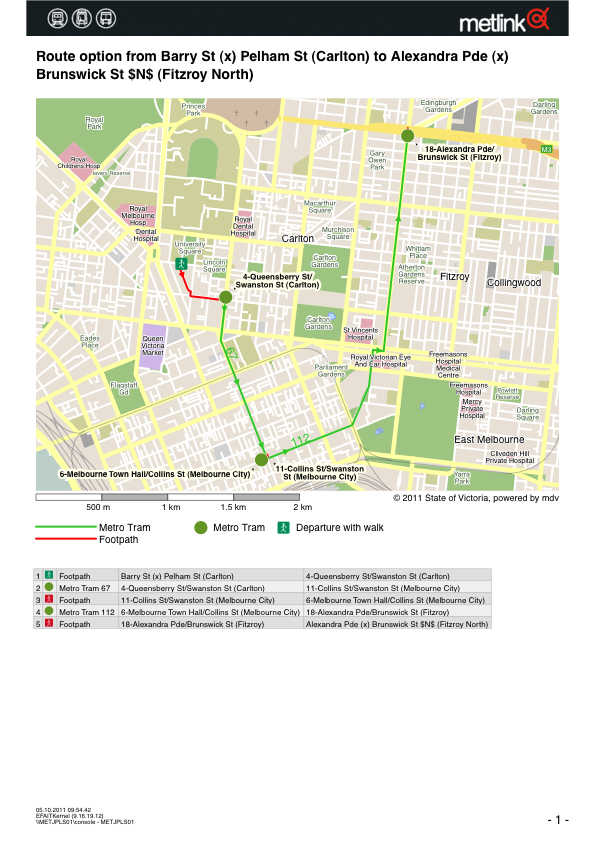 metlink
Route option from Barry St (x) Pelham St (Carlton) to Alexandra Pde (x)
Brunswick St $N$ (Fitzroy North)
Royal
Park
Princes
Park
Edinburgh
Gardens
Darling
Gardens
M3
18-Alexandra Pde/
Brunswick St (Fitzroy)
Gary
Owen
Park
Royal
Childrens Hosp
levers Reserve
Royal
Melbourne
Hosp
Dental
Hospital
Royal
Dental
Hospital
Macarthur
Square
Murchison
Square
Carlton
University
Square
Lincoln
Square
Carlton
Gardens
Whitlam
Place
Atherton
Gardens
Reserve
Fitzroy
Collingwood
4-Queensberry St/
Swanston St (Carlton)
Carlton
Gardens
St Vincents
Hospital
Eades
Place
Queen
Victoria
Market
67
Royal Victorian Eye
And Ear Hospital
Freemasons
Hospital
Medical
Centre
Parliament
Gardens
Flagstaff
Gd
Freemasons
Hospital
Powlett
Reserve
Mercy
Private
Hospital
Darling
Square
East Melbourne
112
Cliveden Hill
Private Hospital
Yarra
Park
6-Melbourne Town Hall/Collins St (Melbourne City)
11-Collins St/Swanston
St (Melbourne City)
500 m
1 km
1.5 km
2 km
© 2011 State of Victoria, powered by mdv
Metro Tram
Metro Tram
Departure with walk
Footpath
1 Footpath Barry St (x) Pelham St (Carlton) 4-Queensberry St/Swanston St (Carlton)
2 Metro Tram 67 4-Queensberry St/Swanston St (Carlton) 11-Collins St/Swanston St (Melbourne City)
3 Footpath 11-Collins St/Swanston St (Melbourne City) 6-Melbourne Town Hall/Collins St (Melbourne City)
4 Metro Tram 112 6-Melbourne Town Hall/Collins St (Melbourne City) 18-Alexandra Pde/Brunswick St (Fitzroy)
5 Footpath 18-Alexandra Pde/Brunswick St (Fitzroy) Alexandra Pde (x) Brunswick St $N$ (Fitzroy North)
05.10.2011 09:54.42
EFAITKernel (9.16.19.12)
\\METJPLS01\console - METJPLS01
- 1 -